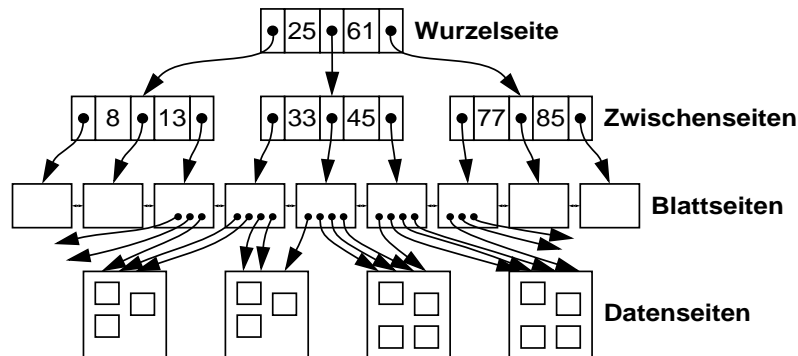 25 61 Wurzelseite
8 13 33 45 77 85 Zwischenseiten
Blattseiten
Datenseiten